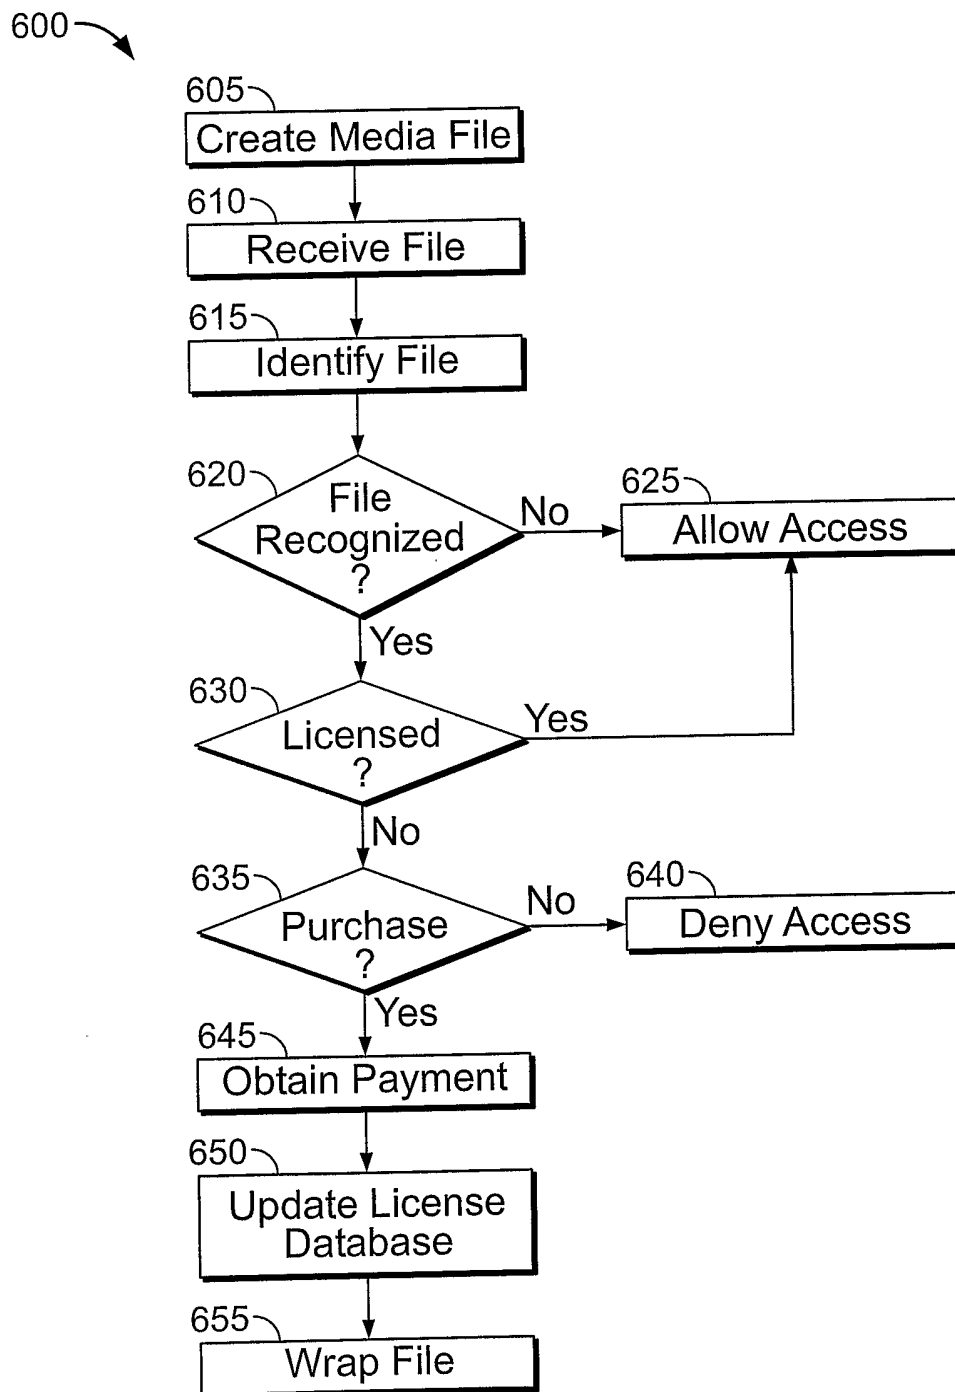 600
605
Create Media File
610
Receive File
615
Identify File
620
File
Recognized
?
No
625
Allow Access
Yes
630
Licensed
?
Yes
No
635
Purchase
?
No
640
Deny Access
Yes
645
Obtain Payment
650
Update License
Database
655
Wrap File